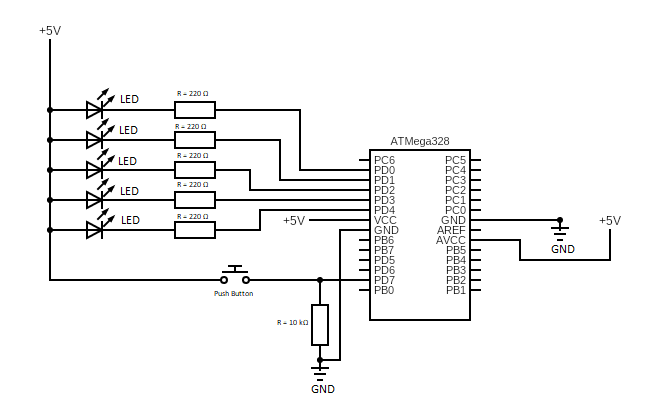 +5V
LED
R = 220 Ω
LED
R = 220 Ω
LED
R = 220 Ω
LED
R = 220 Ω
LED
R = 220 Ω
ATMega328
PC6 PC5
PD0 PC4
PD1 PC3
PD2 PC2
PD3 PC1
PD4 PC0
+5V VCC GND +5V
GND AREF
PB6 AVCC GND
PB7 PB5
PD5 PB4
PD6 PB3
PD7 PB2
PB0 PB1
Push Button
R = 10 kΩ
GND